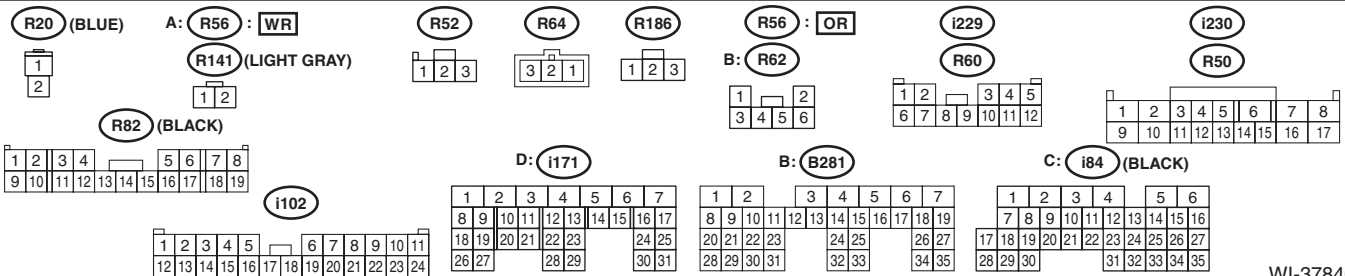 R20 (BLUE) A: R56 : WR R52 R64 R186 R56 : OR i229 i230
R141 (LIGHT GRAY) B: R62 R60 R50
1
2
1 2
1 2 3
3 2 1
1 2 3
1 2
3 4 5 6
1 2 3 4 5
6 7 8 9 10 11 12
1 2 3 4 5 6 7 8
9 10 11 12 13 14 15 16 17
R82 (BLACK)
1 2 3 4 5 6 7 8
9 10 11 12 13 14 15 16 17 18 19
i102
1 2 3 4 5 6 7 8 9 10 11
12 13 14 15 16 17 18 19 20 21 22 23 24
D: i171
1 2 3 4 5 6 7
8 9 10 11 12 13 14 15 16 17
18 19 20 21 22 23 24 25
26 27 28 29 30 31
B: B281
1 2 3 4 5 6 7
8 9 10 11 12 13 14 15 16 17 18 19
20 21 22 23 24 25 26 27
28 29 30 31 32 33 34 35
C: i84 (BLACK)
1 2 3 4 5 6
7 8 9 10 11 12 13 14 15 16
17 18 19 20 21 22 23 24 25 26 27
28 29 30 31 32 33 34 35